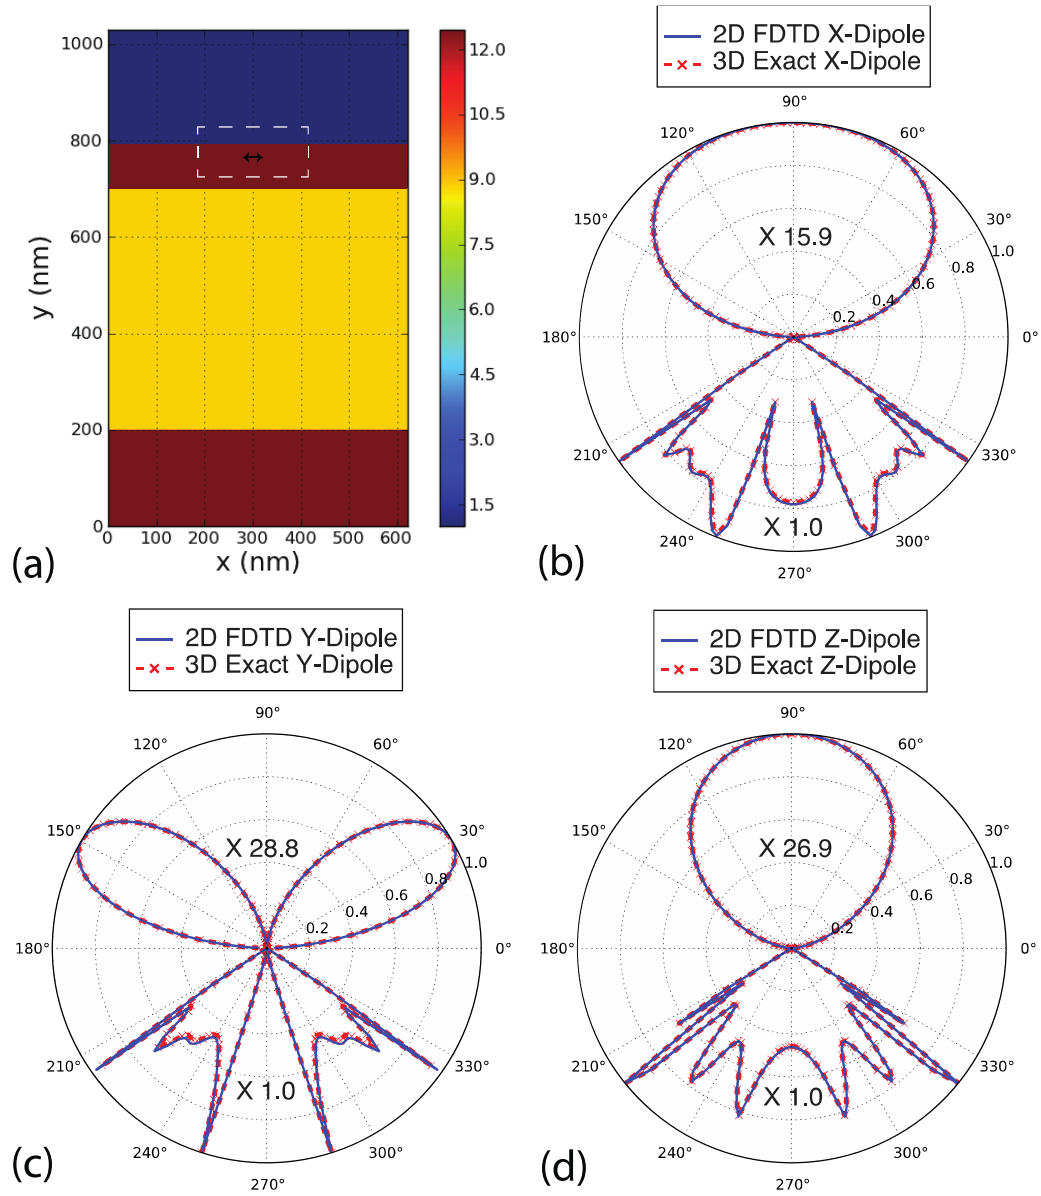 1000
800
600
400
200
0
y (nm)
0 100 200 300 400 500 600
x (nm)
12.0
10.5
9.0
7.5
6.0
4.5
3.0
1.5
(a)
2D FDTD X-Dipole
3D Exact X-Dipole
90°
120° 60°
150° 30°
1.0
0.8
0.6
0.4
0.2
X 15.9
180° 0°
210° 330°
X 1.0
240° 300°
270°
(b)
2D FDTD Y-Dipole
3D Exact Y-Dipole
90°
120° 60°
150° 30°
1.0
0.8
0.6
0.4
0.2
X 28.8
180° 0°
210° 330°
X 1.0
240° 300°
270°
(c)
2D FDTD Z-Dipole
3D Exact Z-Dipole
90°
120° 60°
150° 30°
1.0
0.8
0.6
0.4
0.2
X 26.9
180° 0°
210° 330°
X 1.0
240° 300°
270°
(d)